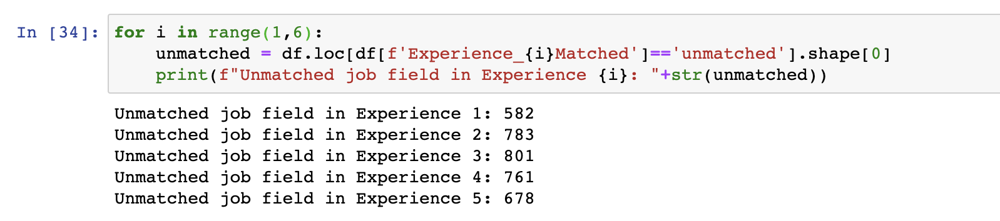 In [34]: for i in range(1,6):
    unmatched = df.loc[df[f'Experience_{i}Matched']=='unmatched'].shape[0]
    print(f"Unmatched job field in Experience {i}: "+str(unmatched))
Unmatched job field in Experience 1: 582
Unmatched job field in Experience 2: 783
Unmatched job field in Experience 3: 801
Unmatched job field in Experience 4: 761
Unmatched job field in Experience 5: 678